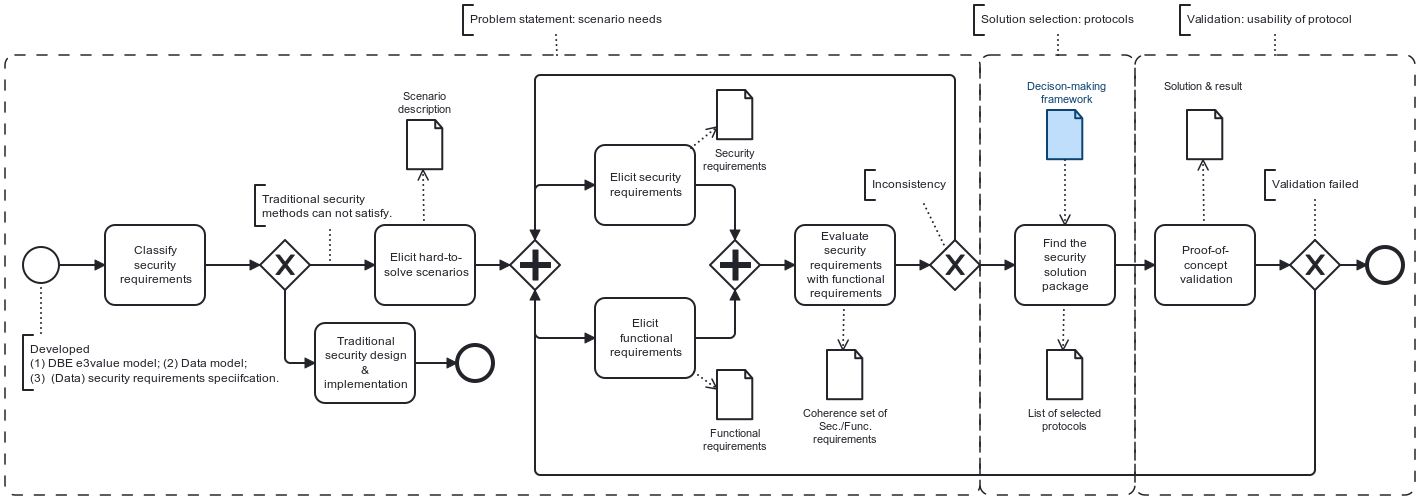 Problem statement: scenario needs
Solution selection: protocols
Validation: usability of protocol
Scenario
description
Security
requirements
Decison-making
framework
Solution & result
Traditional security
methods can not satisfy.
Elicit security
requirements
Inconsistency
Validation failed
Classify
security
requirements
X
Elicit hard-to-
solve scenarios
Evaluate
security
requirements
with functional
requirements
X
Find the
security
solution
package
Proof-of-
concept
validation
X
Developed
(1) DBE e3value model; (2) Data model;
(3) (Data) security requirements speciifcation.
Traditional
security design
&
implementation
Elicit
functional
requirements
Functional
requirements
Coherence set of
Sec./Func.
requirements
List of selected
protocols